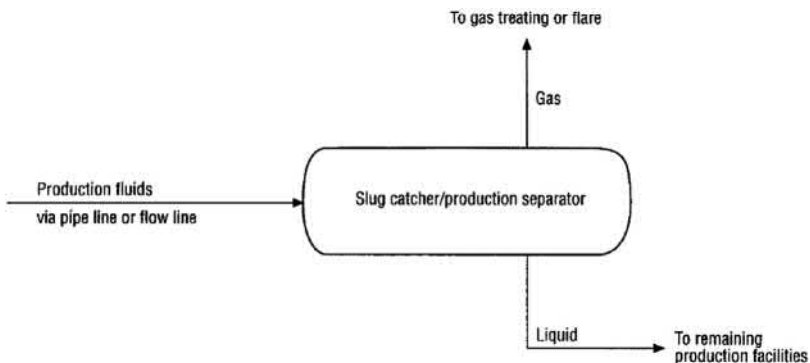 To gas treating or flare
Gas
Production fluids
via pipe line or flow line
Slug catcher/production separator
Liquid
To remaining
production facilities